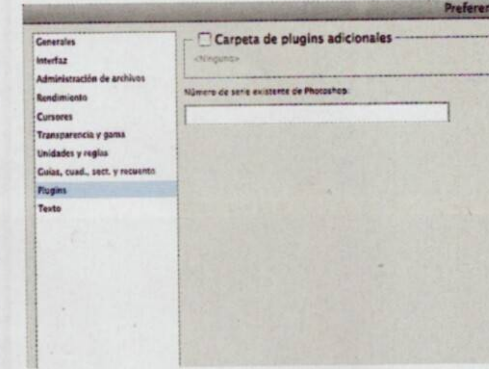 Preferen
Generales
Interfaz
Administración de archivos
Rendimiento
Cursores
Transparencia y gama
Unidades y reglas
Guías, cuad., sect. y recuento
Plugins
Texto
Carpeta de plugins adicionales
<Ninguno>
Número de serie existente de Photoshop: